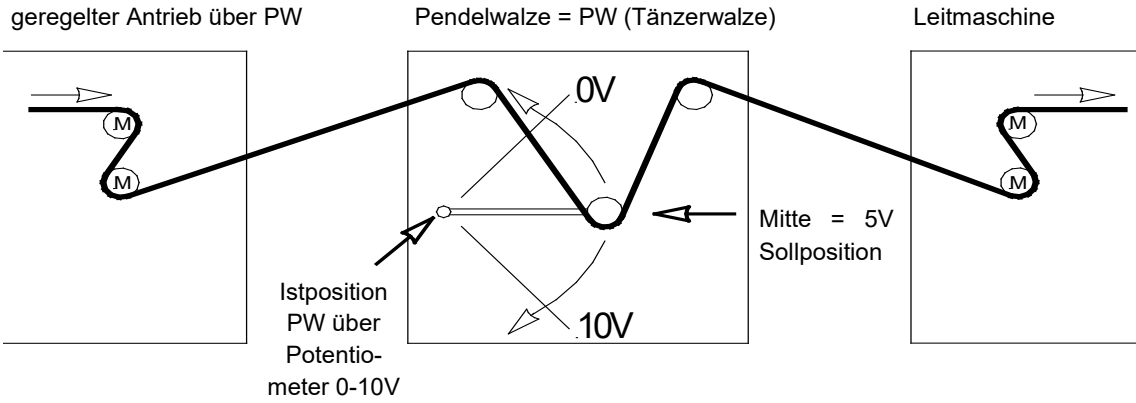 geregelter Antrieb über PW
Pendelwalze = PW (Tänzerwalze)
Leitmaschine
0V
M
M
M
M
Mitte = 5V
Sollposition
Istposition
PW über
Potentio-
meter 0-10V
10V